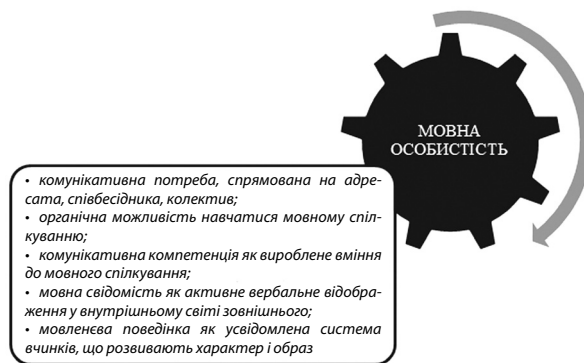 МОВНА
ОСОБИСТІСТЬ
• комунікативна потреба, спрямована на адре-
сата, співбесідника, колектив;
• органічна можливість навчатися мовному спіл-
куванню;
• комунікативна компетенція як вироблене вміння
до мовного спілкування;
• мовна свідомість як активне вербальне відобра-
ження у внутрішньому світі зовнішнього;
• мовленєва поведінка як усвідомлена система
вчинків, що розвивають характер і образ